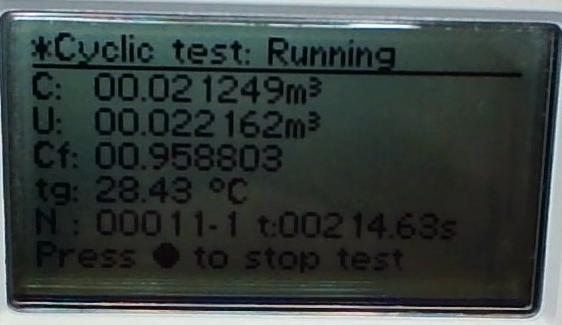 *Cyclic test: Running
C: 00.021249m³
U: 00.022162m³
Cf: 00.958803
tg: 28.43 °C
N : 00011-1 t:00214.63s
Press ● to stop test